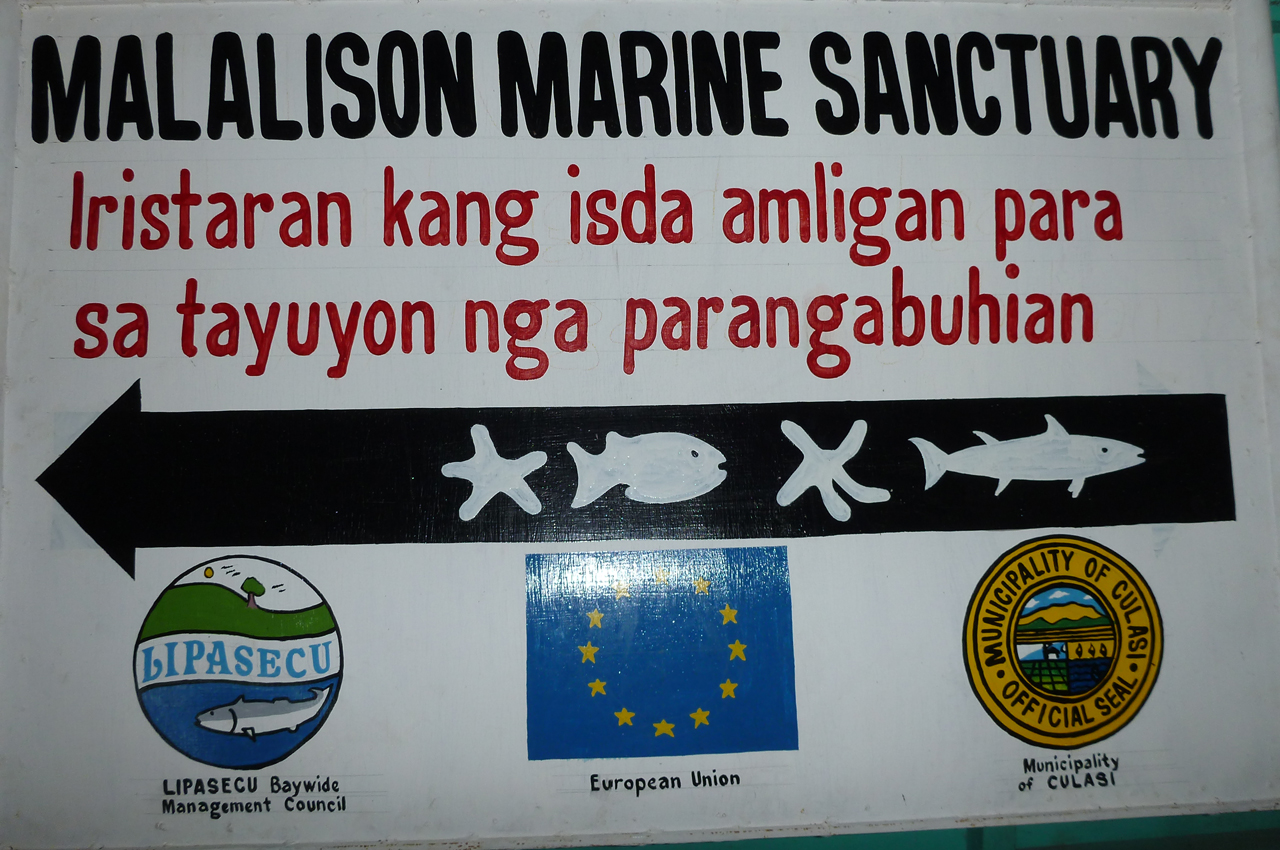 MALALISON MARINE SANCTUARY
Iristaran kang isda amligan para
sa tayuyon nga parangabuhian
LIPASECU
LIPASECU Baywide
Management Council
European Union
MUNICIPALITY OF CULASI
OFFICIAL SEAL
Municipality
of CULASI